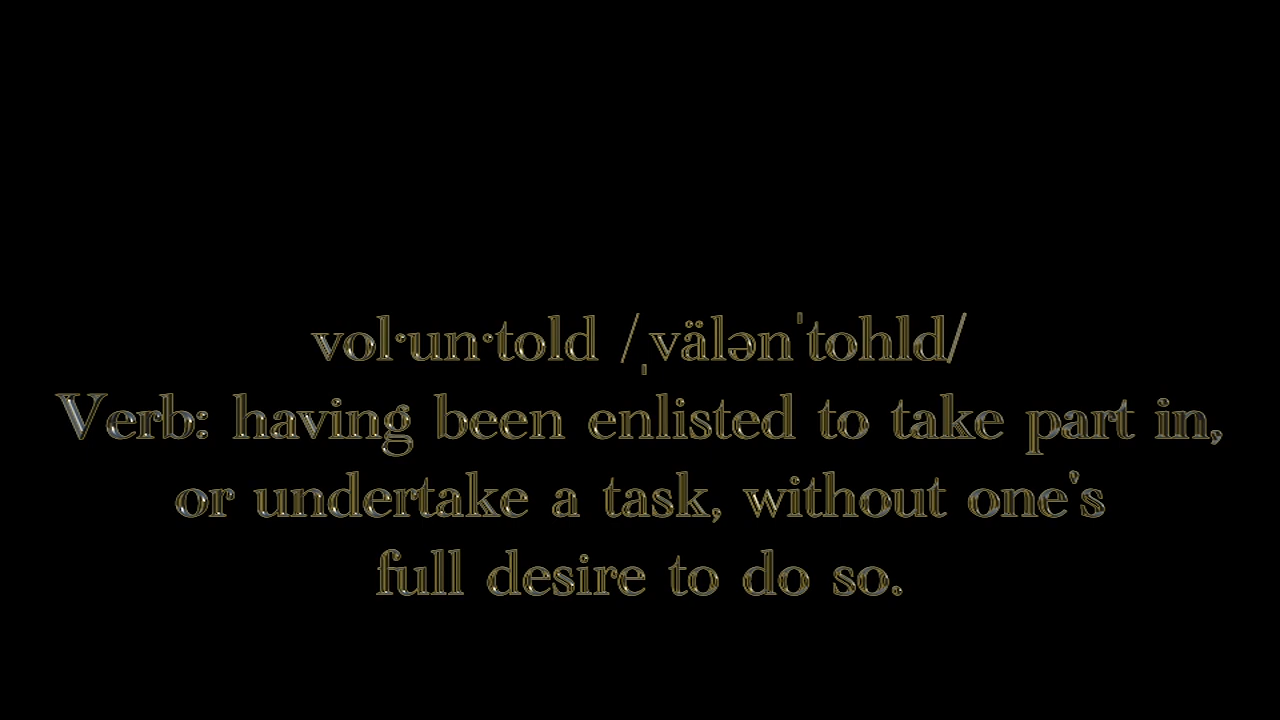 vol·un·told /ˌvälənˈtohld/
Verb: having been enlisted to take part in,
or undertake a task, without one's
full desire to do so.